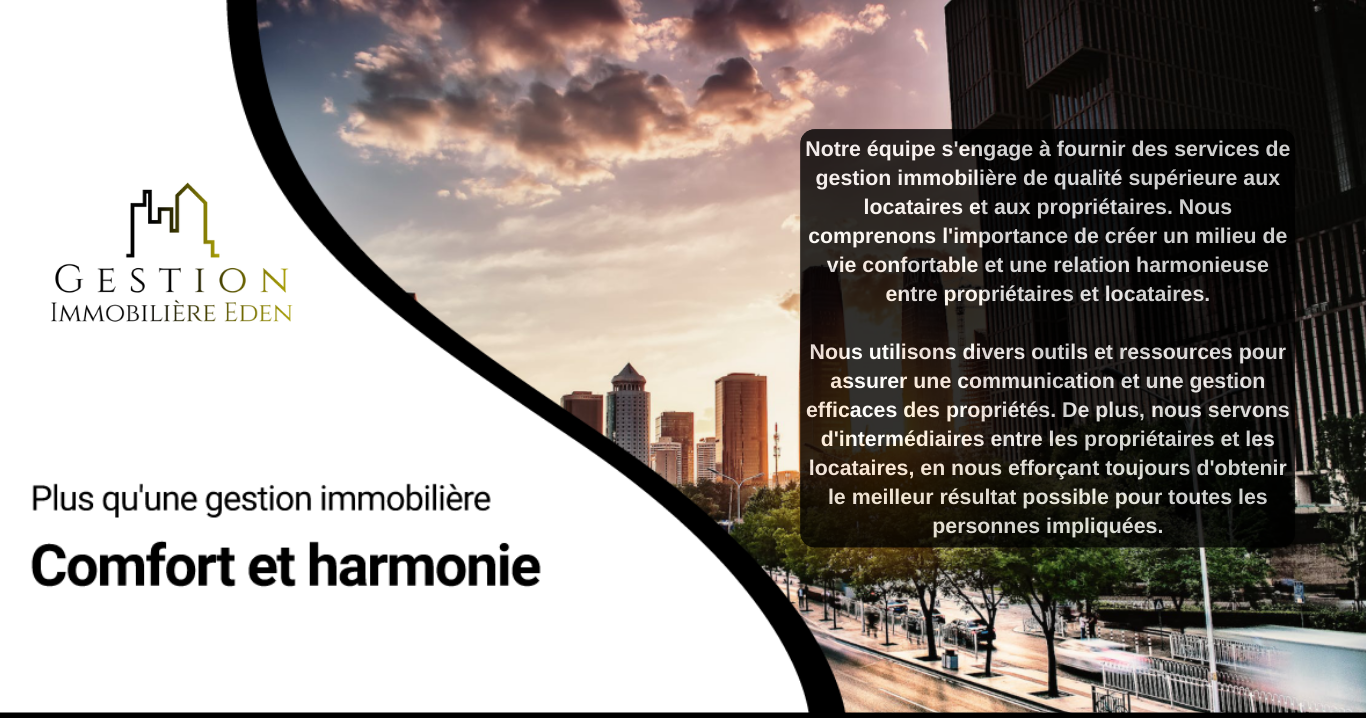 GESTION
IMMOBILIÈRE EDEN
Plus qu'une gestion immobilière
Comfort et harmonie
Notre équipe s'engage à fournir des services de
gestion immobilière de qualité supérieure aux
locataires et aux propriétaires. Nous
comprenons l'importance de créer un milieu de
vie confortable et une relation harmonieuse
entre propriétaires et locataires.
Nous utilisons divers outils et ressources pour
assurer une communication et une gestion
efficaces des propriétés. De plus, nous servons
d'intermédiaires entre les propriétaires et les
locataires, en nous efforçant toujours d'obtenir
le meilleur résultat possible pour toutes les
personnes impliquées.